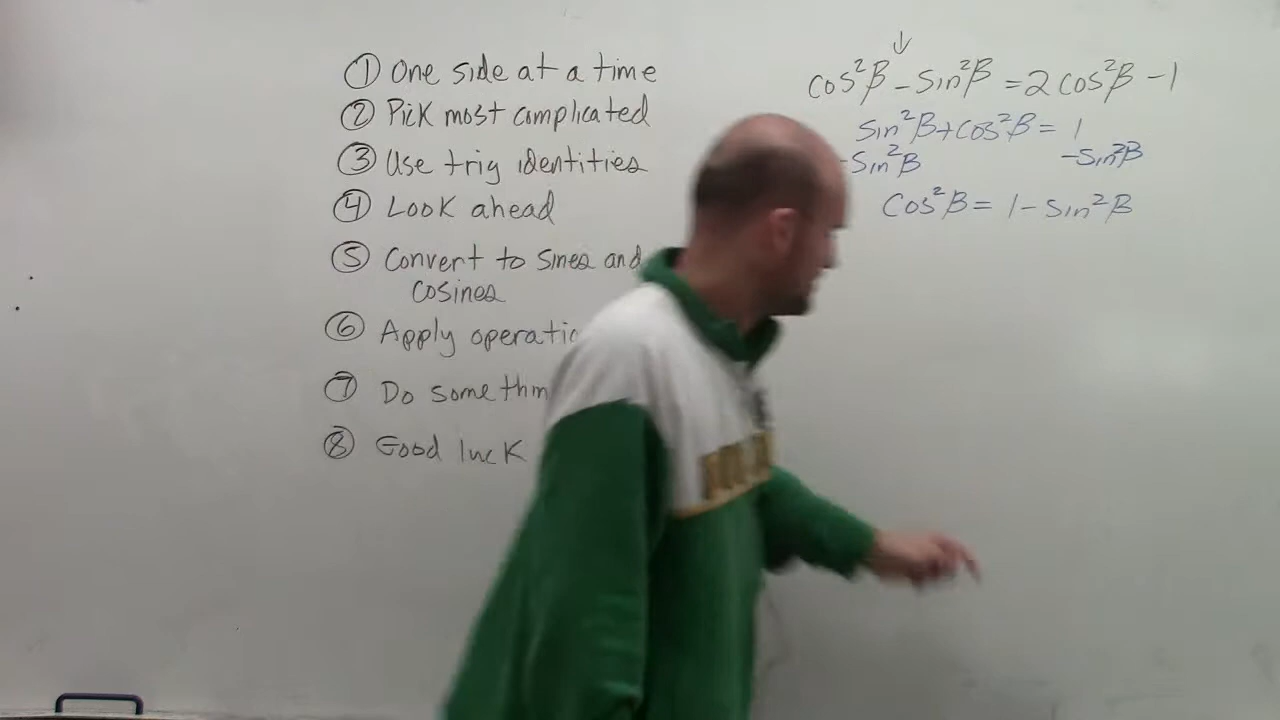 ① One side at a time
② Pick most complicated
③ Use trig identities
④ Look ahead
⑤ Convert to sines and
cosines
⑥ Apply operatio
⑦ Do some thin
⑧ Good luck
↓
cos²β - sin²β = 2 cos²β - 1
sin²β + cos²β = 1
-sin²β -sin²β
cos²β = 1 - sin²β